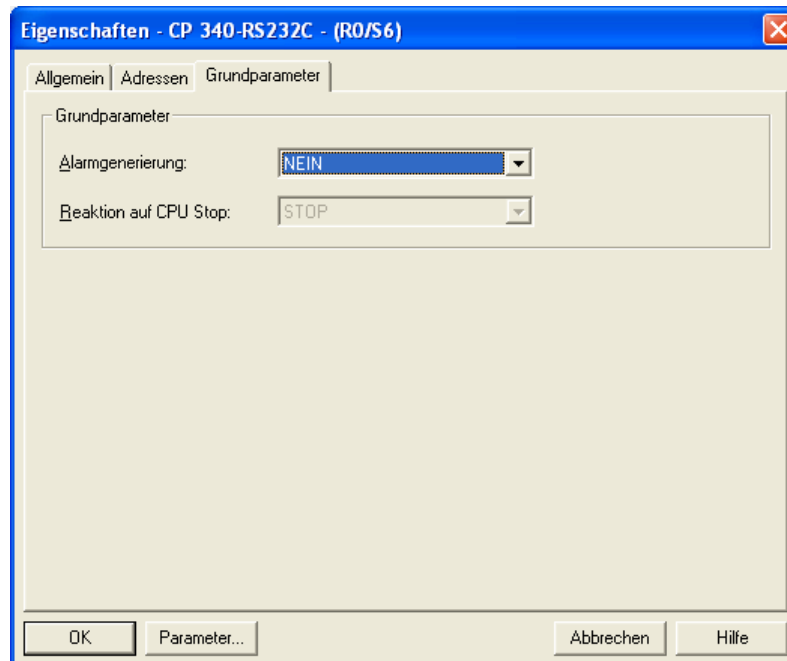 Eigenschaften - CP 340-RS232C - (R0/S6)
Allgemein Adressen Grundparameter
Grundparameter
Alarmgenerierung: NEIN
Reaktion auf CPU Stop: STOP
OK Parameter... Abbrechen Hilfe